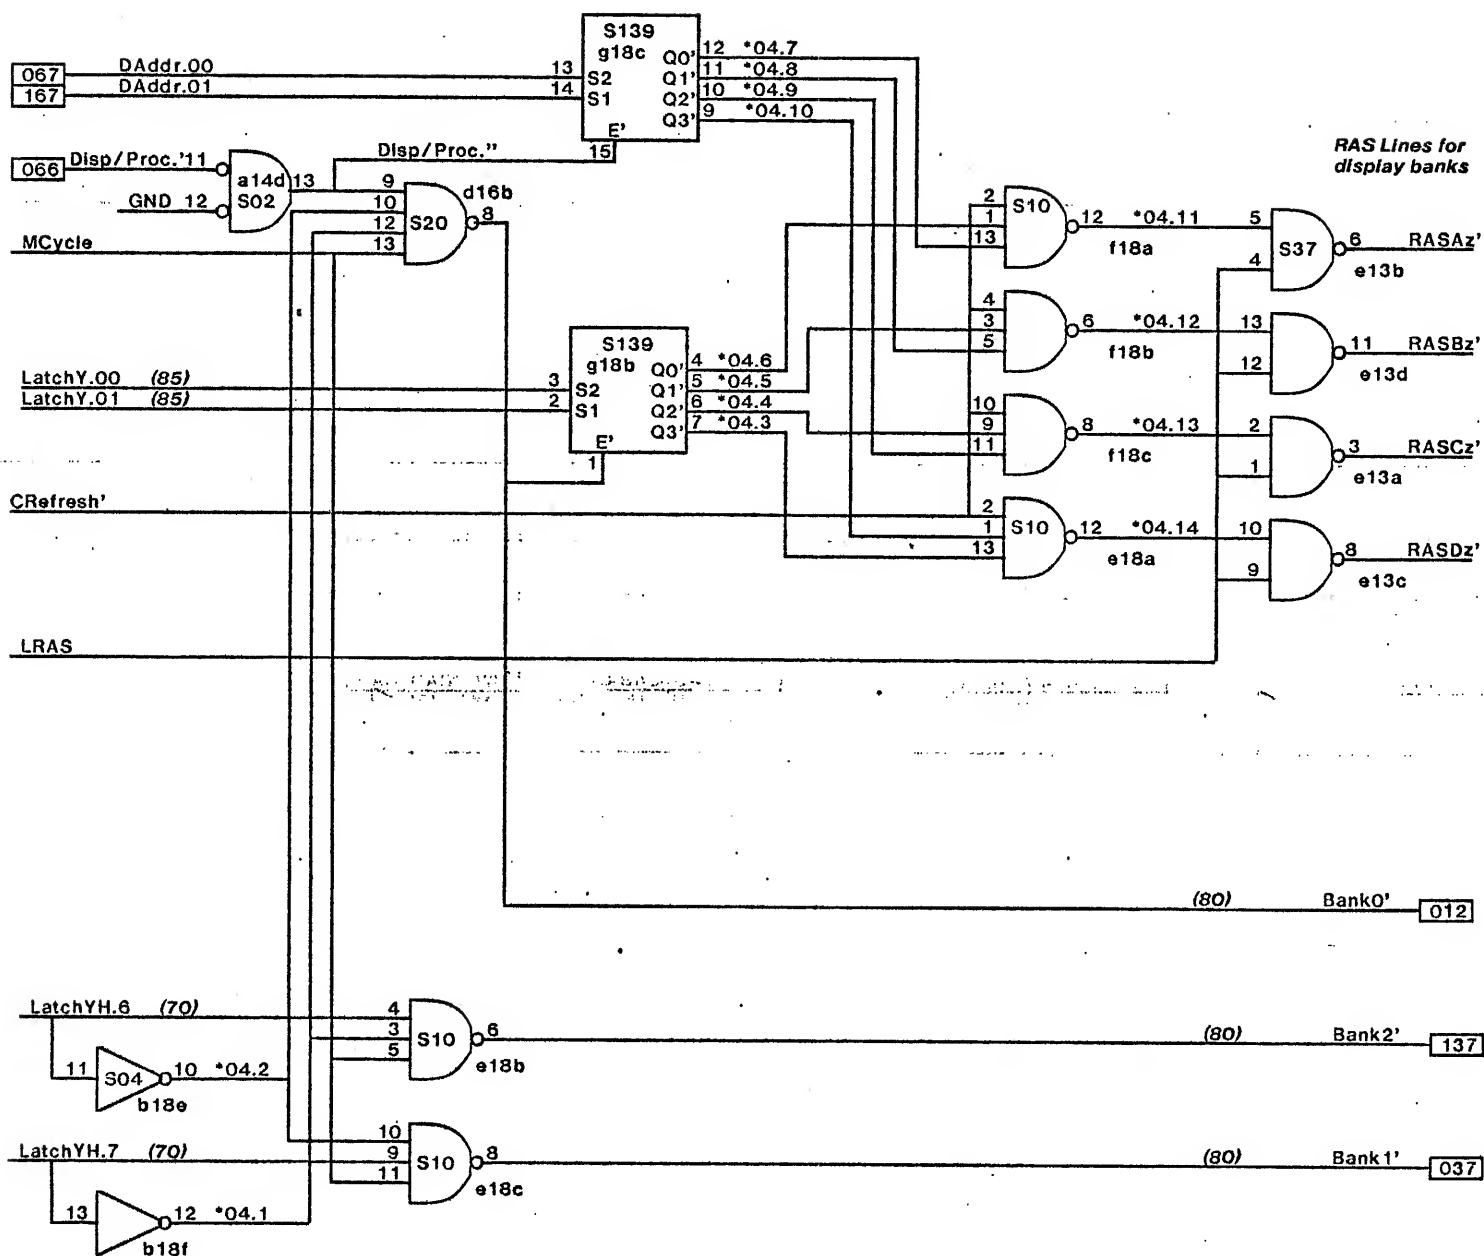 S139
g18c
067
DAddr.00
13
S2
Q0'
12
*04.7
167
DAddr.01
14
S1
Q1'
11
*04.8
Q2'
10
*04.9
Q3'
9
*04.10
E'
15
066
Disp/Proc.'11
a14d
S02
13
Disp/Proc."
GND 12
9
10
12
13
S20
d16b
8
MCycle
RAS Lines for
display banks
2
1
13
S10
12
*04.11
f18a
5
4
S37
6
RASAz'
e13b
4
3
5
6
*04.12
f18b
13
12
11
RASBz'
e13d
S139
g18b
LatchY.00 (85)
3
S2
Q0'
4
*04.6
LatchY.01 (85)
2
S1
Q1'
5
*04.5
Q2'
6
*04.4
Q3'
7
*04.3
E'
1
10
9
11
8
*04.13
f18c
2
1
3
RASCz'
e13a
CRefresh'
2
1
13
S10
12
*04.14
e18a
10
9
8
RASDz'
e13c
LRAS
(80)
Bank0'
012
LatchYH.6 (70)
4
3
5
S10
6
e18b
(80)
Bank2'
137
11
S04
10
*04.2
b18e
LatchYH.7 (70)
10
9
11
S10
8
e18c
(80)
Bank1'
037
13
12
*04.1
b18f